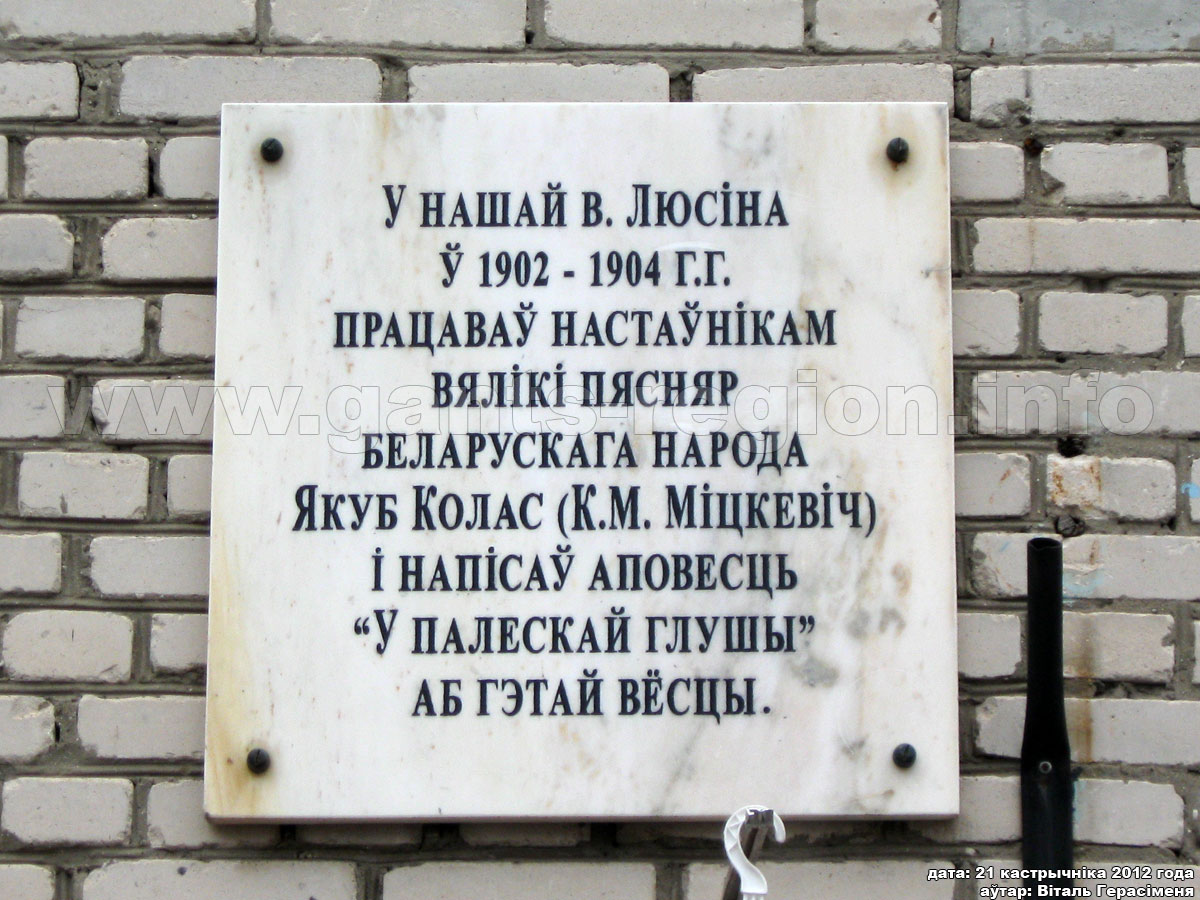 У НАШАЙ В. ЛЮСІНА
Ў 1902 - 1904 Г.Г.
ПРАЦАВАЎ НАСТАЎНІКАМ
ВЯЛІКІ ПЯСНЯР
БЕЛАРУСКАГА НАРОДА
ЯКУБ КОЛАС (К.М. МІЦКЕВІЧ)
І НАПІСАЎ АПОВЕСЦЬ
“У ПАЛЕСКАЙ ГЛУШЫ”
АБ ГЭТАЙ ВЁСЦЫ.
www.gants-region.info
дата: 21 кастрычніка 2012 года
аўтар: Віталь Герасіменя